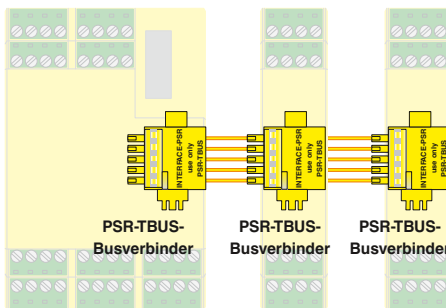 INTERFACE-PSR
use only
PSR-TBUS
INTERFACE-PSR
use only
PSR-TBUS
INTERFACE-PSR
use only
PSR-TBUS
PSR-TBUS-
Busverbinder
PSR-TBUS-
Busverbinder
PSR-TBUS-
Busverbinder